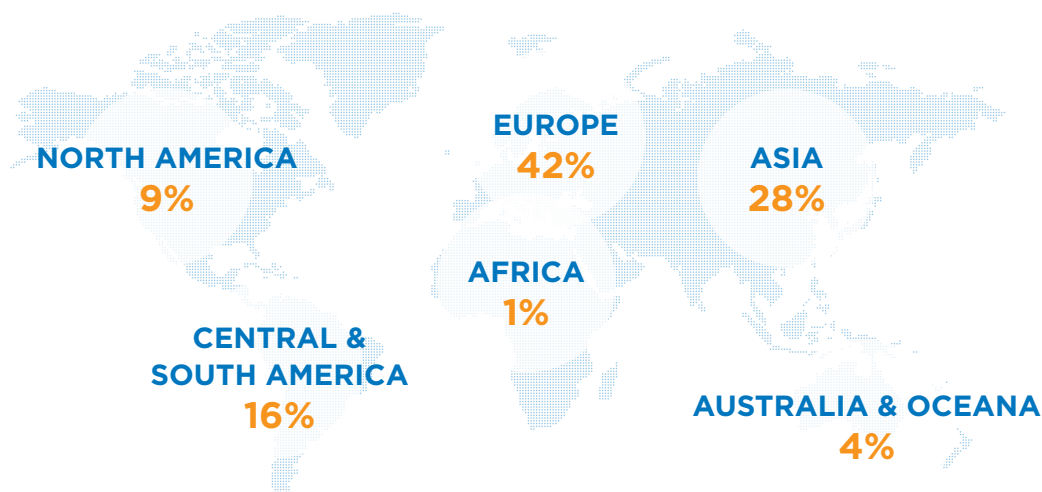 NORTH AMERICA
9%
EUROPE
42%
ASIA
28%
AFRICA
1%
CENTRAL &
SOUTH AMERICA
16%
AUSTRALIA & OCEANA
4%